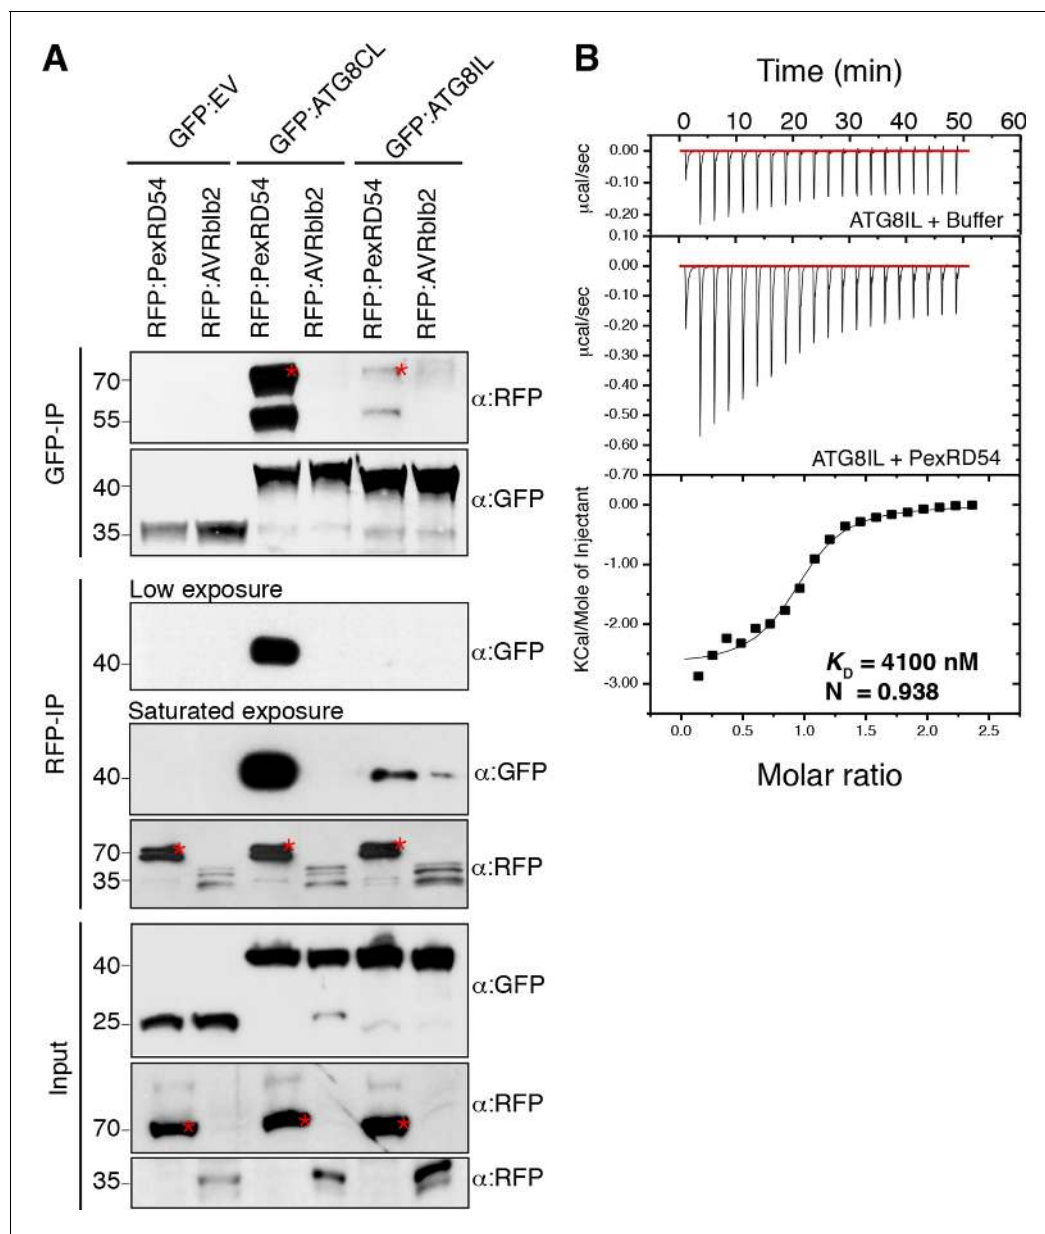 A
GFP:EV
GFP:ATG8CL
GFP:ATG8IL
RFP:PexRD54
RFP:AVRblb2
RFP:PexRD54
RFP:AVRblb2
RFP:PexRD54
RFP:AVRblb2
GFP-IP
70
55
*
*
α:RFP
40
35
α:GFP
RFP-IP
Low exposure
40
α:GFP
Saturated exposure
40
α:GFP
70
35
*
*
*
α:RFP
Input
40
25
α:GFP
70
*
*
*
α:RFP
35
α:RFP
B
Time (min)
0 10 20 30 40 50 60
0.00
-0.10
-0.20
μcal/sec
ATG8IL + Buffer
0.10
0.00
-0.10
-0.20
-0.30
-0.40
-0.50
-0.60
-0.70
μcal/sec
ATG8IL + PexRD54
0.00
-1.00
-2.00
-3.00
KCal/Mole of Injectant
KD = 4100 nM
N = 0.938
0.0 0.5 1.0 1.5 2.0 2.5
Molar ratio